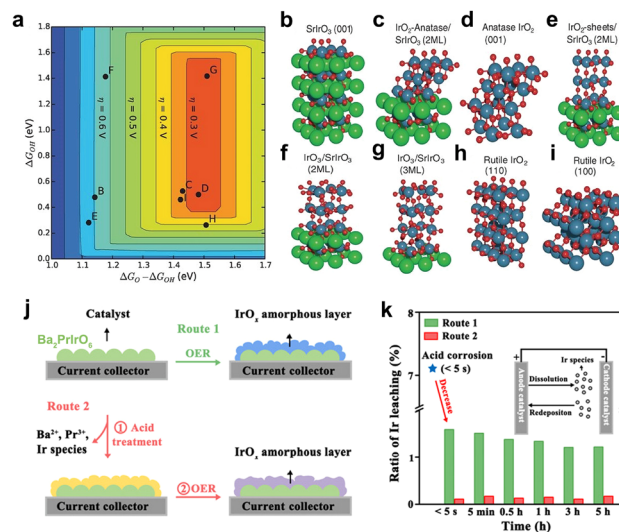 a
1.8
1.6
1.4
1.2
1.0
0.8
0.6
0.4
0.2
0.0
ΔG_OH (eV)
1.0
1.1
1.2
1.3
1.4
1.5
1.6
1.7
ΔG_O − ΔG_OH (eV)
η = 0.6 V
η = 0.5 V
η = 0.4 V
η = 0.3 V
F
G
B
C
D
I
E
H
b
SrIrO₃ (001)
c
IrO₂-Anatase/
SrIrO₃ (2ML)
d
Anatase IrO₂
(001)
e
IrO₂-sheets/
SrIrO₃ (2ML)
f
IrO₃/SrIrO₃
(2ML)
g
IrO₃/SrIrO₃
(3ML)
h
Rutile IrO₂
(110)
i
Rutile IrO₂
(100)
j
Catalyst
Ba₂PrIrO₆
Current collector
Route 1
OER
IrOₓ amorphous layer
Current collector
Route 2
① Acid
treatment
Ba²⁺, Pr³⁺,
Ir species
Current collector
②OER
IrOₓ amorphous layer
Current collector
k
Ratio of Ir leaching (%)
8
7
1
0
Route 1
Route 2
Acid corrosion
(< 5 s)
Decrease
+
-
Anode catalyst
Cathode catalyst
Ir species
Dissolution
Redepositon
< 5 s
5 min
0.5 h
1 h
3 h
5 h
Time (h)